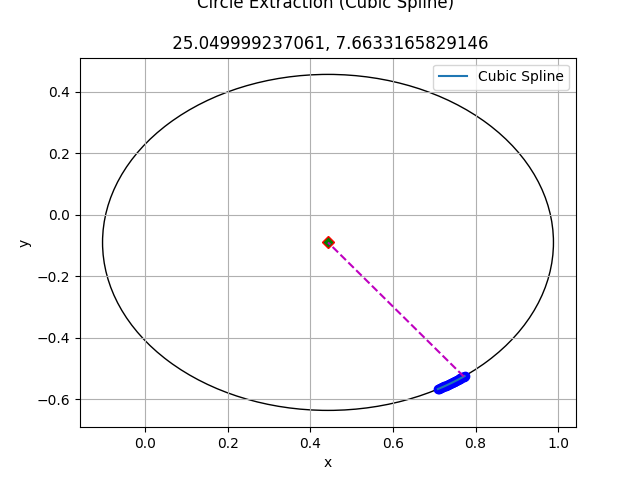 Circle Extraction (Cubic Spline)
25.049999237061, 7.6633165829146
Cubic Spline
0.4
0.2
0.0
−0.2
−0.4
−0.6
y
0.0 0.2 0.4 0.6 0.8 1.0
x